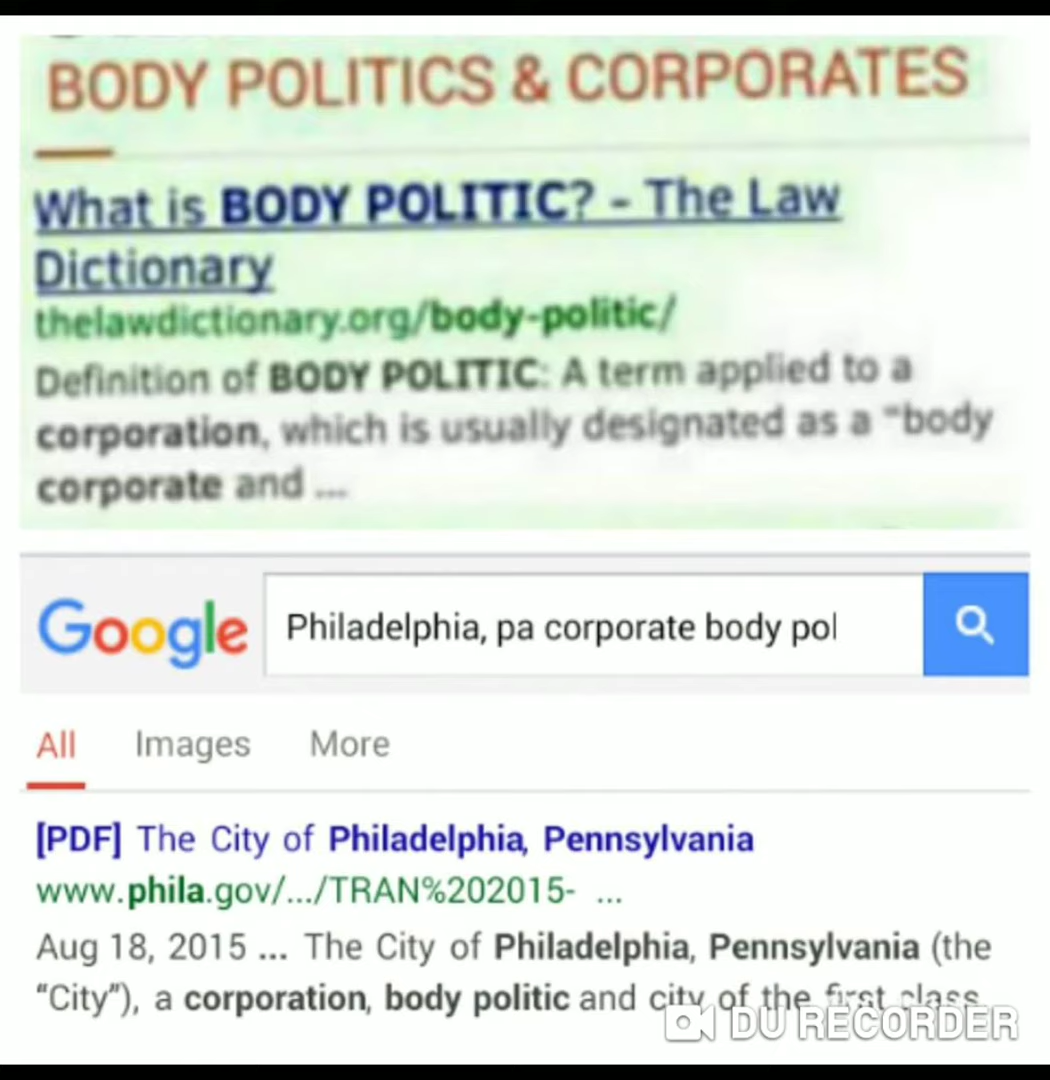 BODY POLITICS & CORPORATES
What is BODY POLITIC? - The Law
Dictionary
thelawdictionary.org/body-politic/
Definition of BODY POLITIC: A term applied to a
corporation, which is usually designated as a "body
corporate and ...
Google
Philadelphia, pa corporate body pol
All Images More
[PDF] The City of Philadelphia, Pennsylvania
www.phila.gov/.../TRAN%202015- ...
Aug 18, 2015 ... The City of Philadelphia, Pennsylvania (the
“City”), a corporation, body politic and city of the first class
DU RECORDER